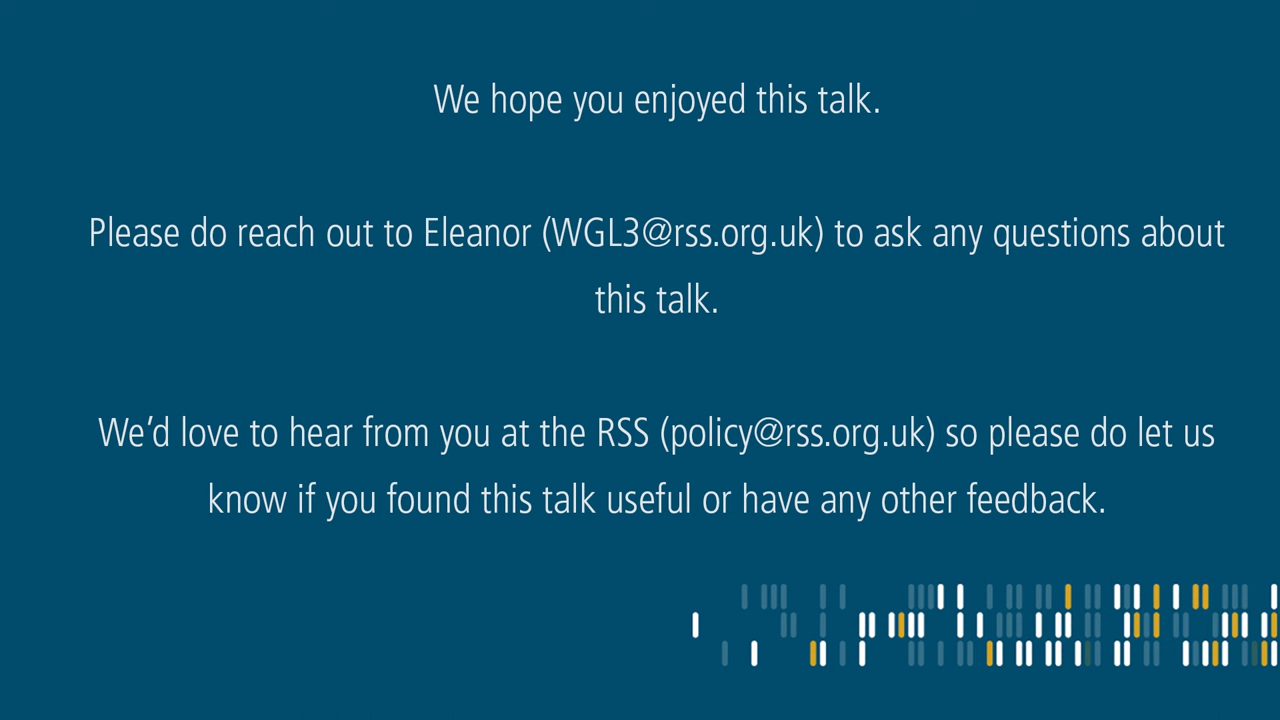 We hope you enjoyed this talk.
Please do reach out to Eleanor (WGL3@rss.org.uk) to ask any questions about
this talk.
We’d love to hear from you at the RSS (policy@rss.org.uk) so please do let us
know if you found this talk useful or have any other feedback.